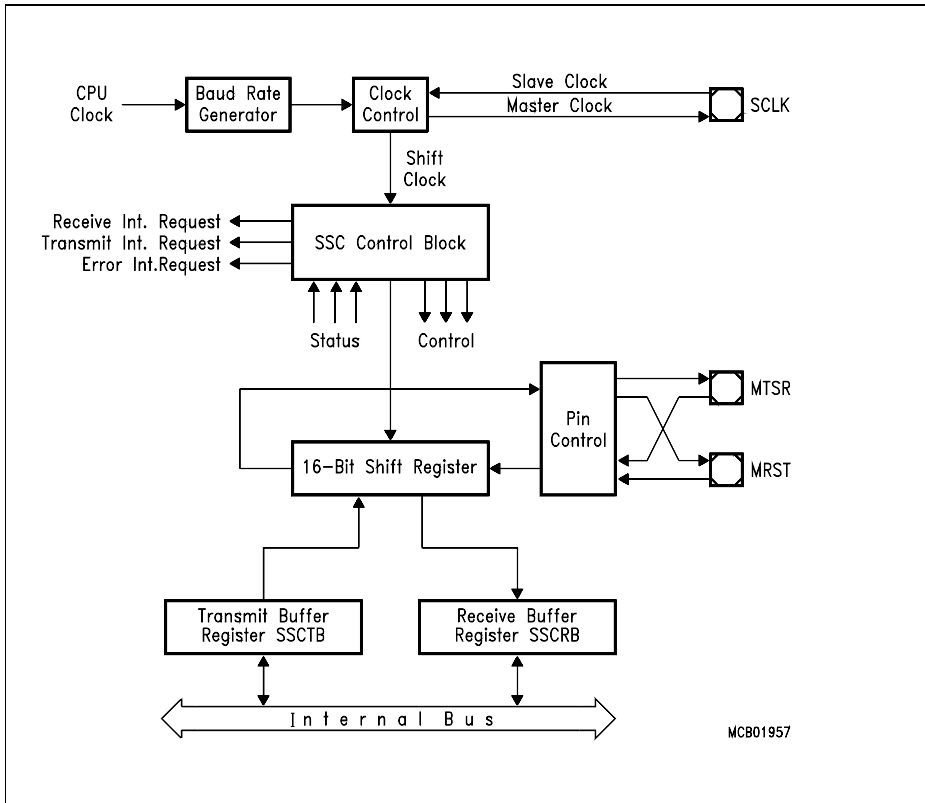 CPU
Clock
Baud Rate
Generator
Clock
Control
Slave Clock
Master Clock
SCLK
Shift
Clock
Receive Int. Request
Transmit Int. Request
Error Int.Request
SSC Control Block
Status
Control
MTSR
Pin
Control
16-Bit Shift Register
MRST
Transmit Buffer
Register SSCTB
Receive Buffer
Register SSCRB
Internal Bus
MCB01957